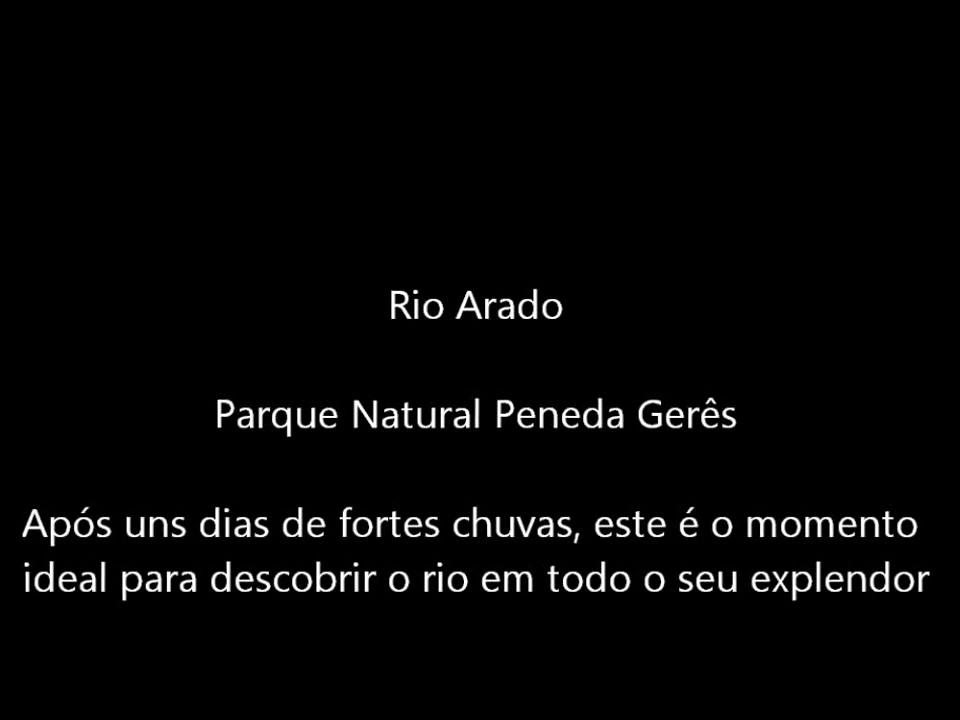 Rio Arado
Parque Natural Peneda Gerês
Após uns dias de fortes chuvas, este é o momento
ideal para descobrir o rio em todo o seu explendor